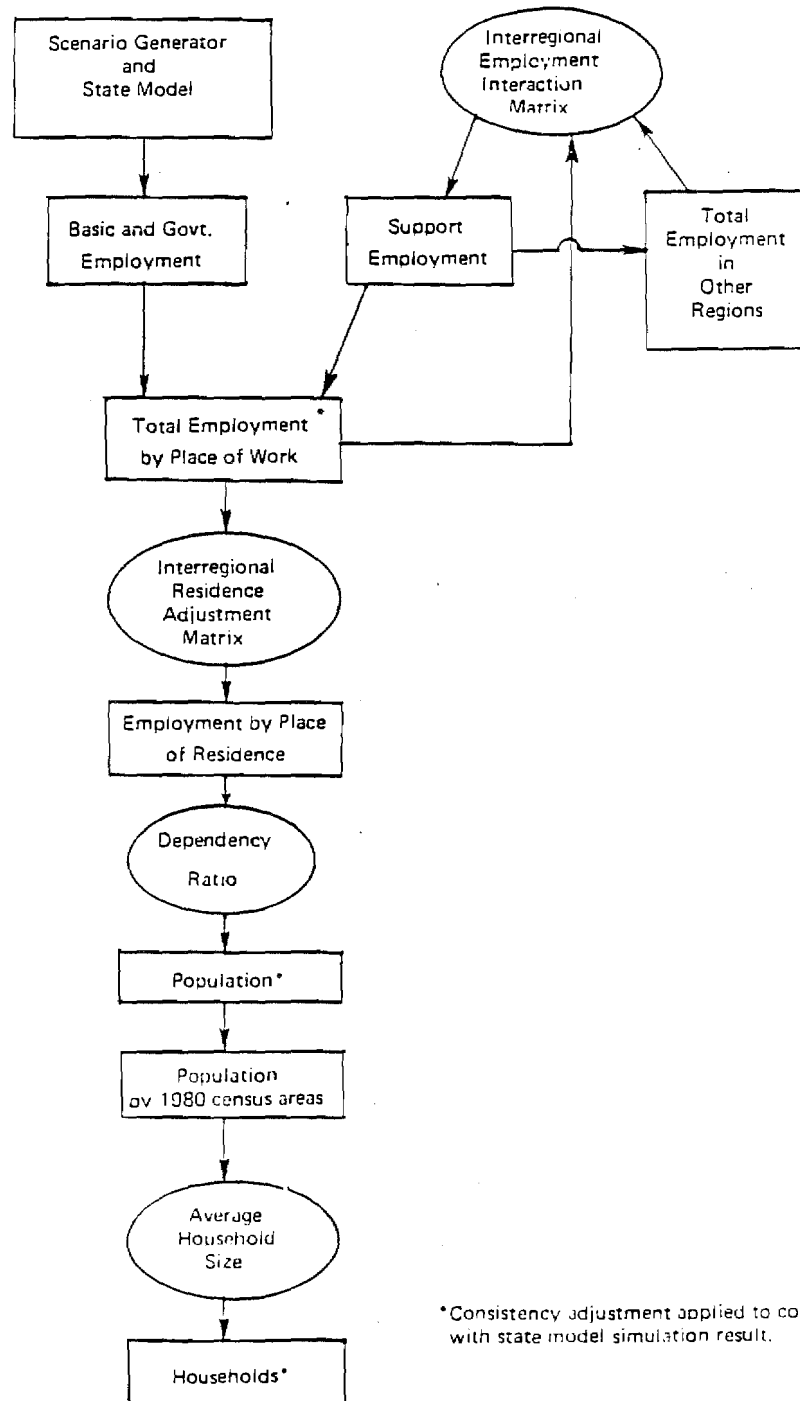 Scenario Generator
and
State Model
Interregional
Employment
Interaction
Matrix
Basic and Govt.
Employment
Support
Employment
Total
Employment
in
Other
Regions
Total Employment*
by Place of Work
Interregional
Residence
Adjustment
Matrix
Employment by Place
of Residence
Dependency
Ratio
Population*
Population
by 1980 census areas
Average
Household
Size
Households*
*Consistency adjustment applied to co
with state model simulation result.